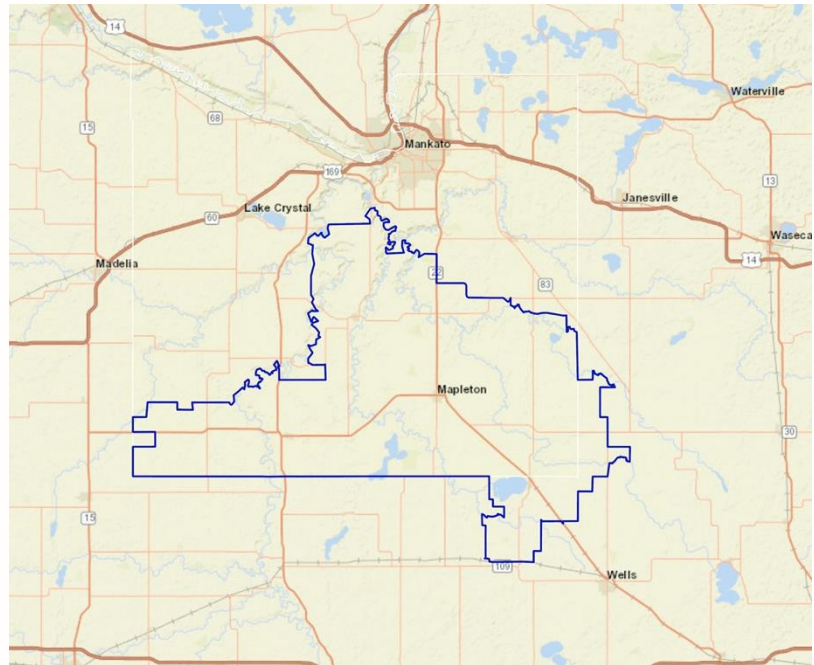 14
Waterville
15
68
Mankato
169
13
Janesville
Lake Crystal
60
Waseca
Madelia
14
22
83
Mapleton
30
15
109
Wells